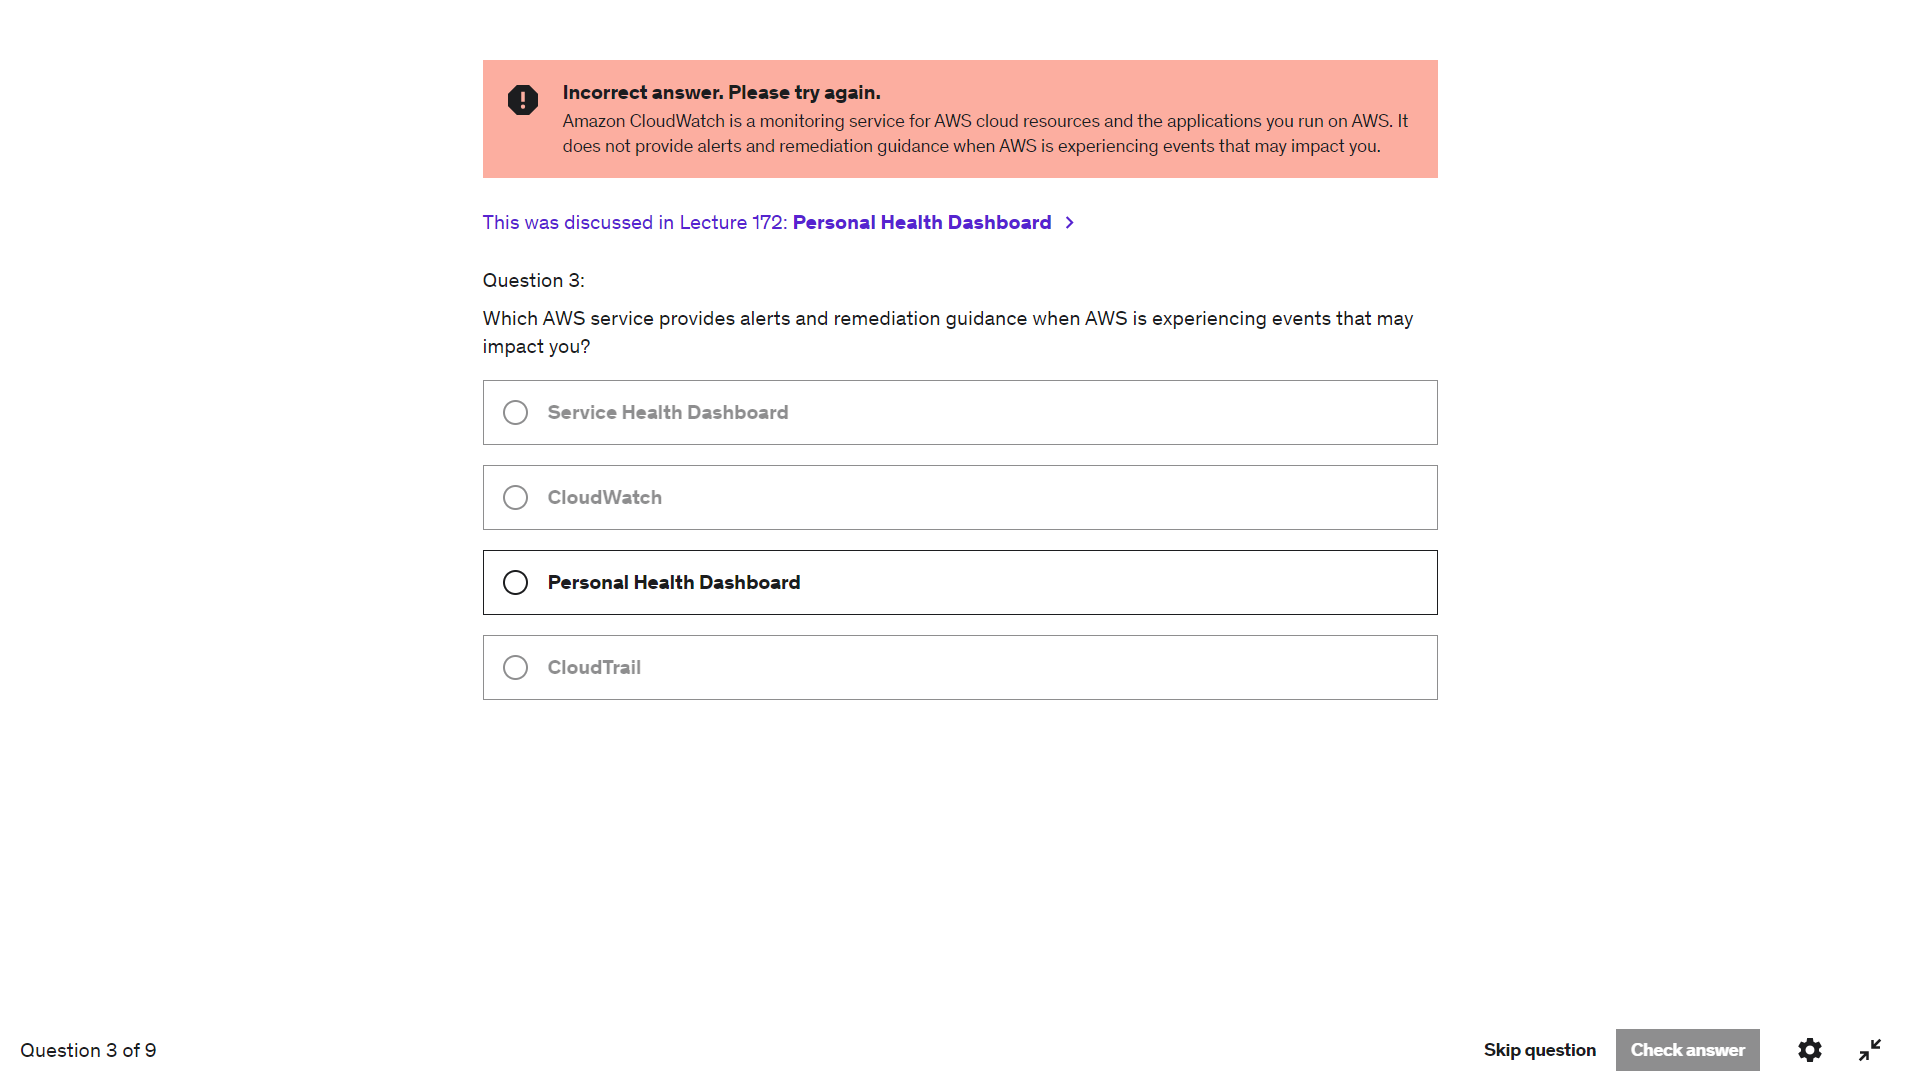 Incorrect answer. Please try again.
Amazon CloudWatch is a monitoring service for AWS cloud resources and the applications you run on AWS. It
does not provide alerts and remediation guidance when AWS is experiencing events that may impact you.
This was discussed in Lecture 172: Personal Health Dashboard
Question 3:
Which AWS service provides alerts and remediation guidance when AWS is experiencing events that may
impact you?
Service Health Dashboard
CloudWatch
Personal Health Dashboard
CloudTrail
Question 3 of 9
Skip question
Check answer